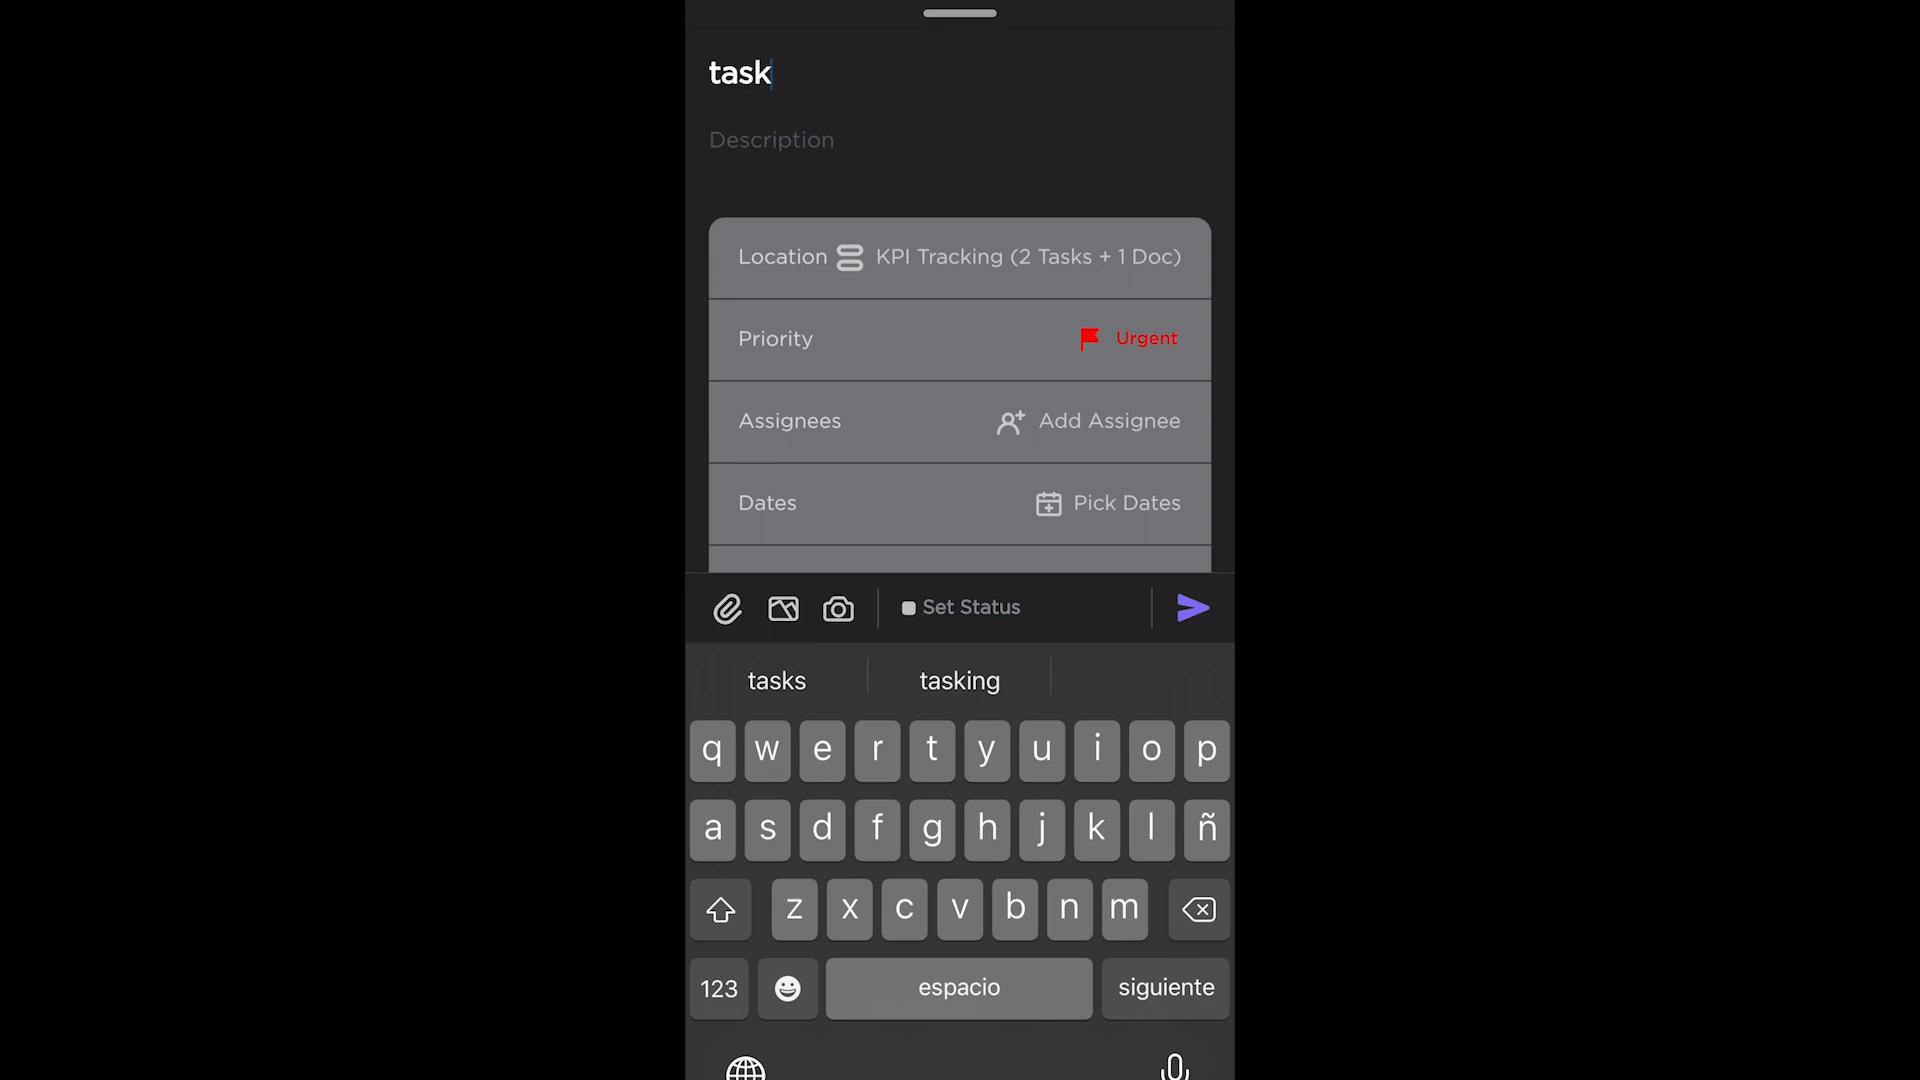 task
Description
Location KPI Tracking (2 Tasks + 1 Doc)
Priority Urgent
Assignees Add Assignee
Dates Pick Dates
Set Status
tasks tasking
q w e r t y u i o p
a s d f g h j k l ñ
z x c v b n m
123 espacio siguiente